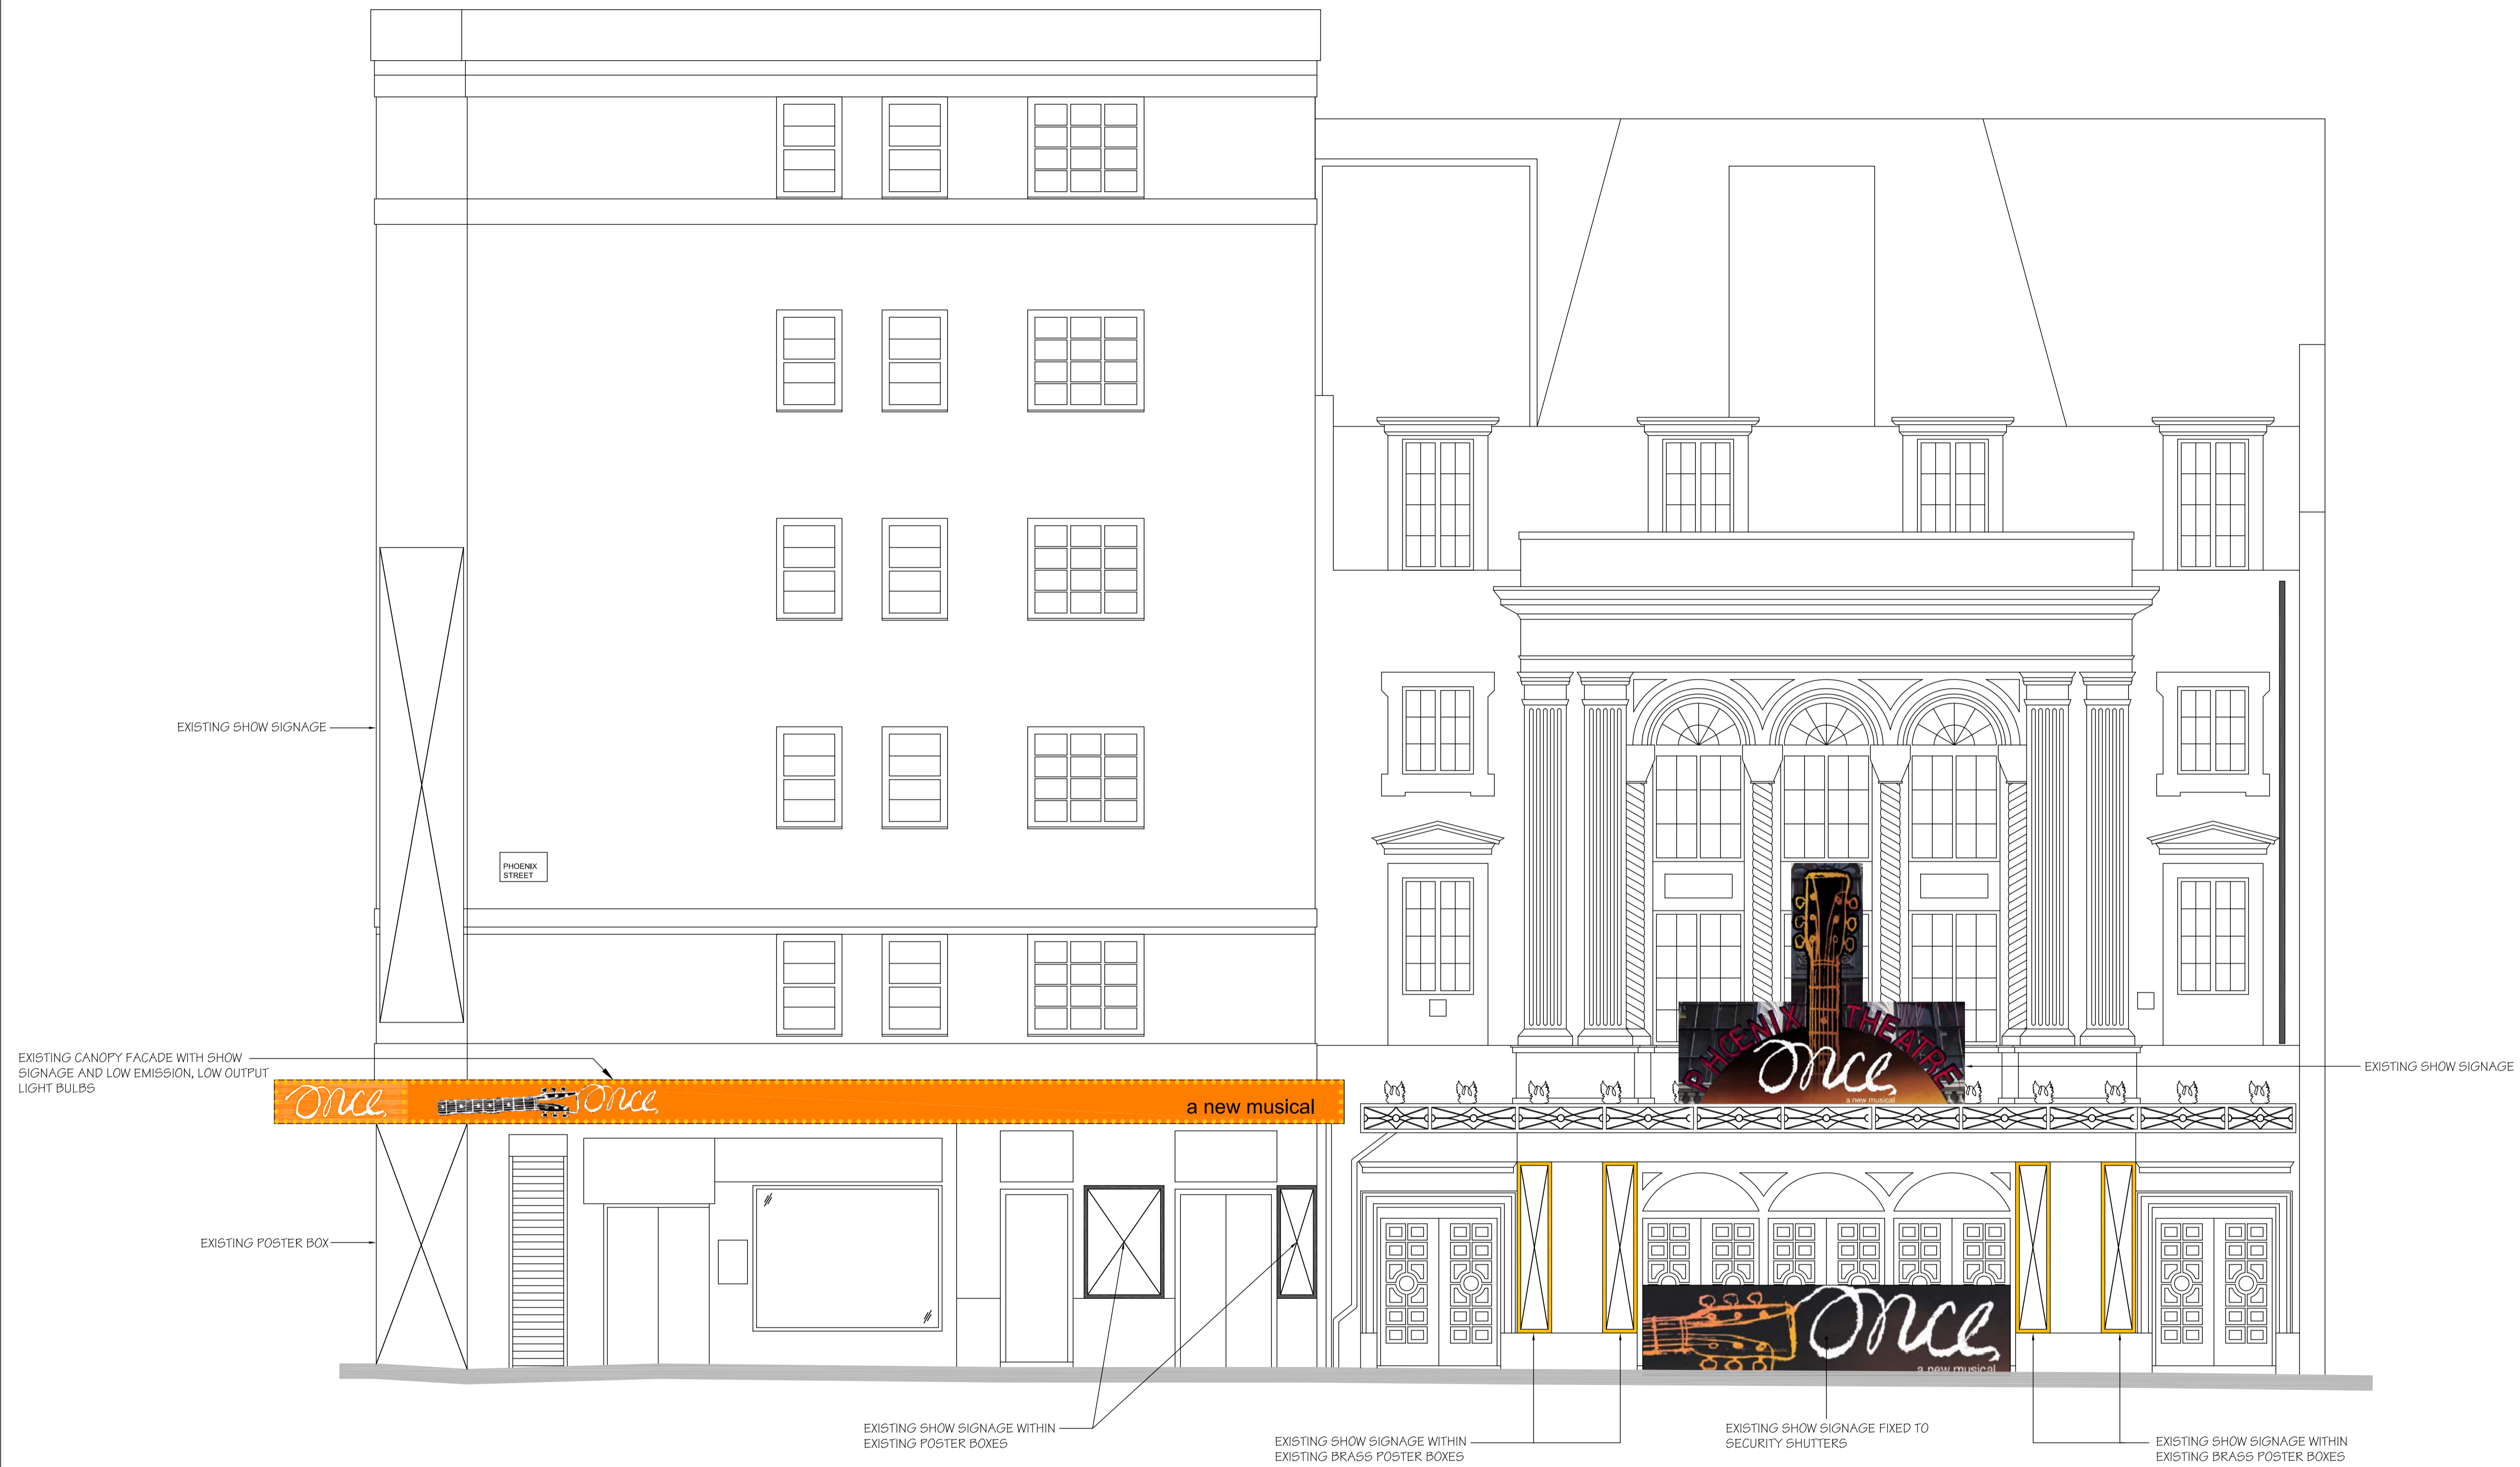 EXISTING SHOW SIGNAGE
PHOENIX
STREET
EXISTING CANOPY FACADE WITH SHOW
SIGNAGE AND LOW EMISSION, LOW OUTPUT
LIGHT BULBS
once
once
a new musical
PHOENIX THEATRE
once
a new musical
EXISTING SHOW SIGNAGE
EXISTING POSTER BOX
once
a new musical
EXISTING SHOW SIGNAGE WITHIN
EXISTING POSTER BOXES
EXISTING SHOW SIGNAGE WITHIN
EXISTING BRASS POSTER BOXES
EXISTING SHOW SIGNAGE FIXED TO
SECURITY SHUTTERS
EXISTING SHOW SIGNAGE WITHIN
EXISTING BRASS POSTER BOXES